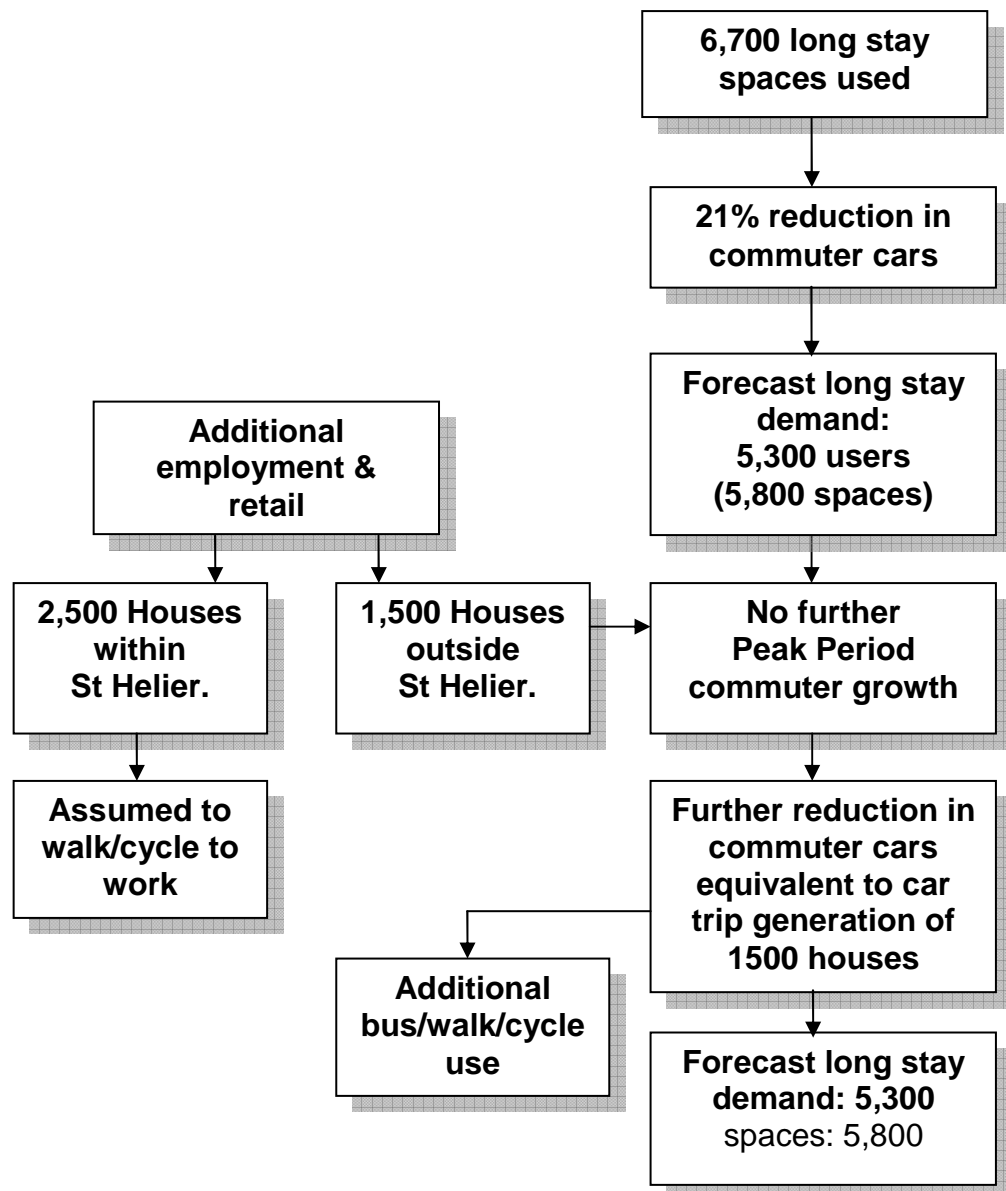 6,700 long stay
spaces used
21% reduction in
commuter cars
Forecast long stay
demand:
5,300 users
(5,800 spaces)
Additional
employment &
retail
2,500 Houses
within
St Helier.
1,500 Houses
outside
St Helier.
No further
Peak Period
commuter growth
Assumed to
walk/cycle to
work
Further reduction in
commuter cars
equivalent to car
trip generation of
1500 houses
Additional
bus/walk/cycle
use
Forecast long stay
demand: 5,300
spaces: 5,800